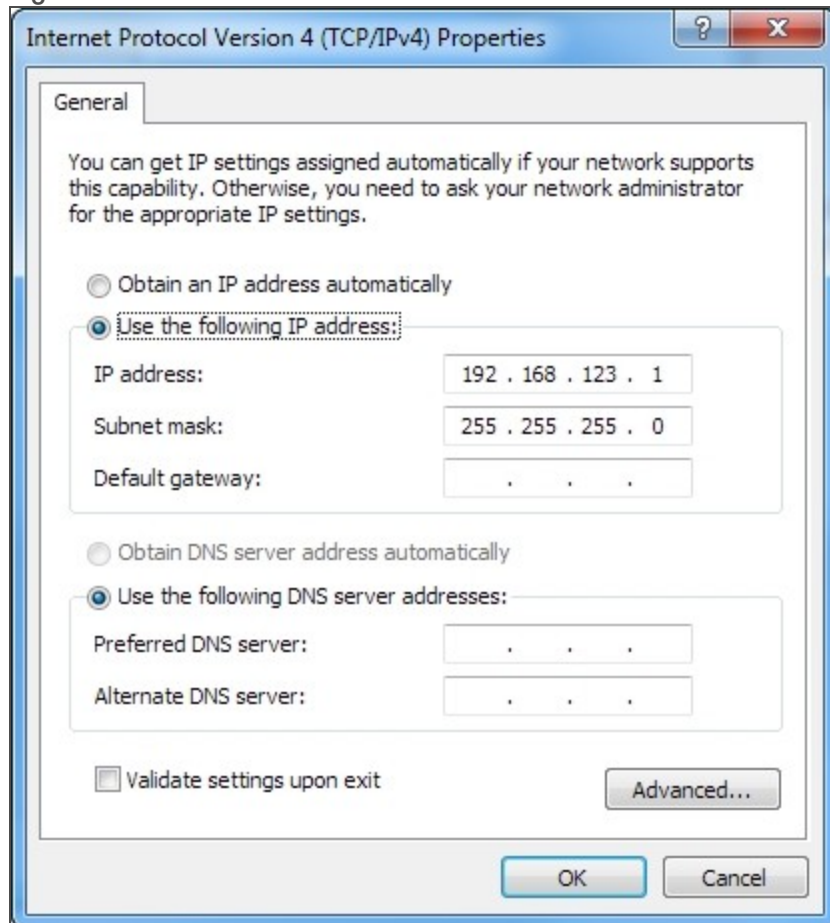 Internet Protocol Version 4 (TCP/IPv4) Properties
?
X
General
You can get IP settings assigned automatically if your network supports
this capability. Otherwise, you need to ask your network administrator
for the appropriate IP settings.
Obtain an IP address automatically
Use the following IP address:
IP address: 192 . 168 . 123 . 1
Subnet mask: 255 . 255 . 255 . 0
Default gateway: . . .
Obtain DNS server address automatically
Use the following DNS server addresses:
Preferred DNS server: . . .
Alternate DNS server: . . .
Validate settings upon exit
Advanced...
OK Cancel